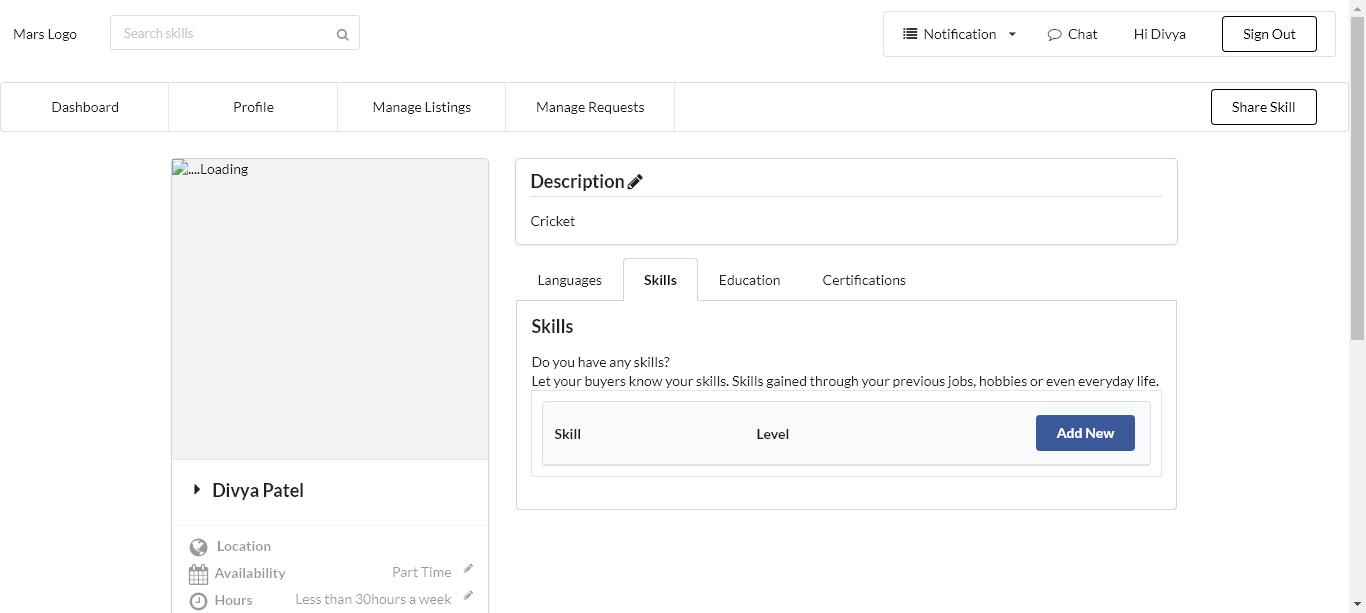 Mars Logo
Search skills
Notification
Chat
Hi Divya
Sign Out
Dashboard
Profile
Manage Listings
Manage Requests
Share Skill
....Loading
Description
Cricket
Languages
Skills
Education
Certifications
Skills
Do you have any skills?
Let your buyers know your skills. Skills gained through your previous jobs, hobbies or even everyday life.
Skill
Level
Add New
Divya Patel
Location
Availability
Part Time
Hours
Less than 30hours a week